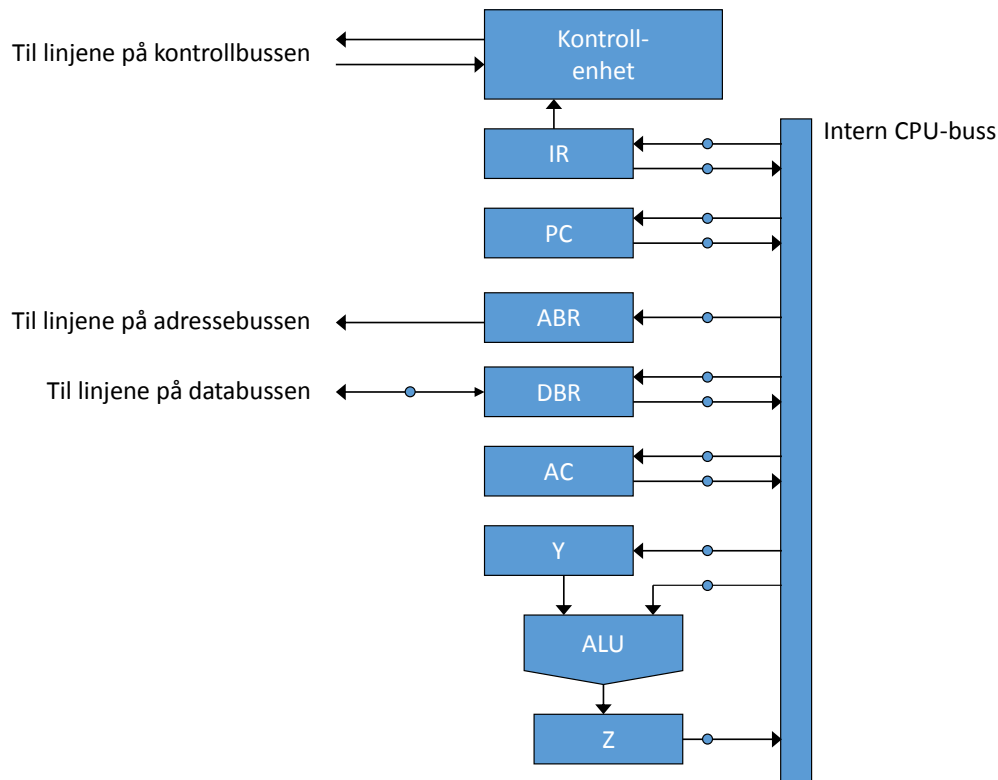 Kontroll-
enhet
Til linjene på kontrollbussen
Intern CPU-buss
IR
PC
Til linjene på adressebussen
ABR
Til linjene på databussen
DBR
AC
Y
ALU
Z